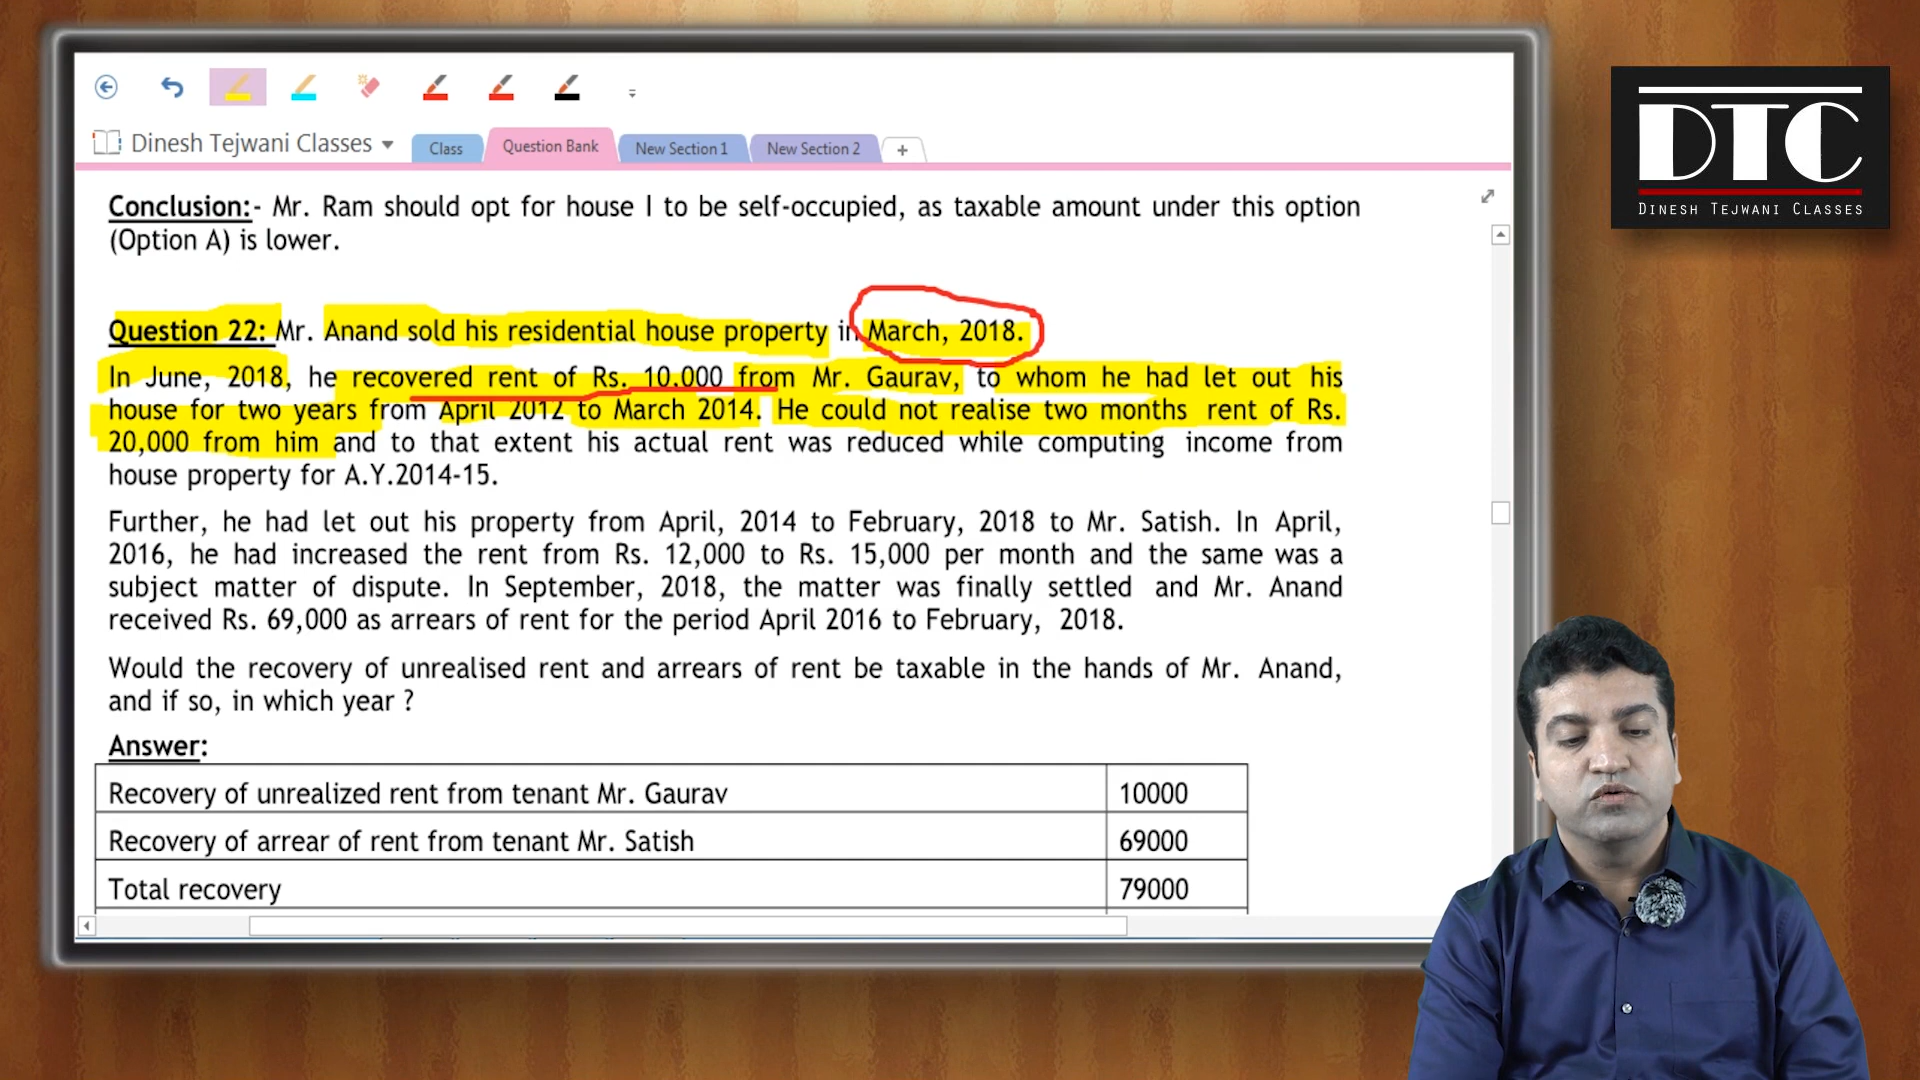 DTC
DINESH TEJWANI CLASSES
Dinesh Tejwani Classes
Class
Question Bank
New Section 1
New Section 2
Conclusion:- Mr. Ram should opt for house I to be self-occupied, as taxable amount under this option
(Option A) is lower.
Question 22: Mr. Anand sold his residential house property in March, 2018.
In June, 2018, he recovered rent of Rs. 10,000 from Mr. Gaurav, to whom he had let out his
house for two years from April 2012 to March 2014. He could not realise two months rent of Rs.
20,000 from him and to that extent his actual rent was reduced while computing income from
house property for A.Y.2014-15.
Further, he had let out his property from April, 2014 to February, 2018 to Mr. Satish. In April,
2016, he had increased the rent from Rs. 12,000 to Rs. 15,000 per month and the same was a
subject matter of dispute. In September, 2018, the matter was finally settled and Mr. Anand
received Rs. 69,000 as arrears of rent for the period April 2016 to February, 2018.
Would the recovery of unrealised rent and arrears of rent be taxable in the hands of Mr. Anand,
and if so, in which year ?
Answer:
Recovery of unrealized rent from tenant Mr. Gaurav 10000
Recovery of arrear of rent from tenant Mr. Satish 69000
Total recovery 79000